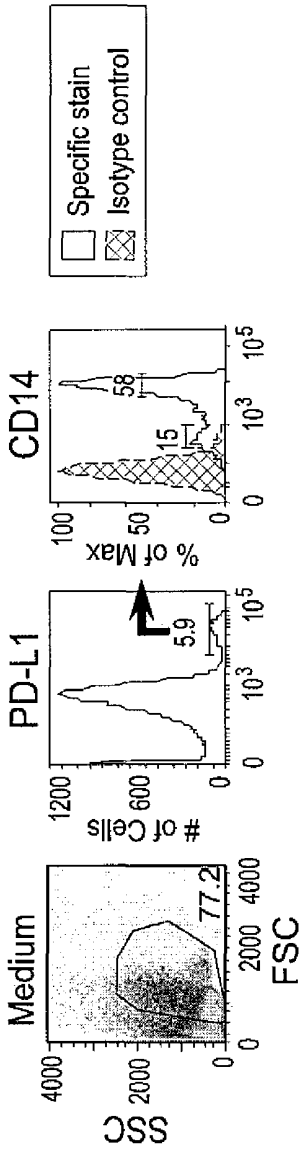 Medium
SSC
4000
2000
0
0
2000
4000
FSC
77.2
PD-L1
# of Cells
1200
600
0
0
10³
10⁵
5.9
CD14
% of Max
100
50
0
0
10³
10⁵
15
58
Specific stain
Isotype control